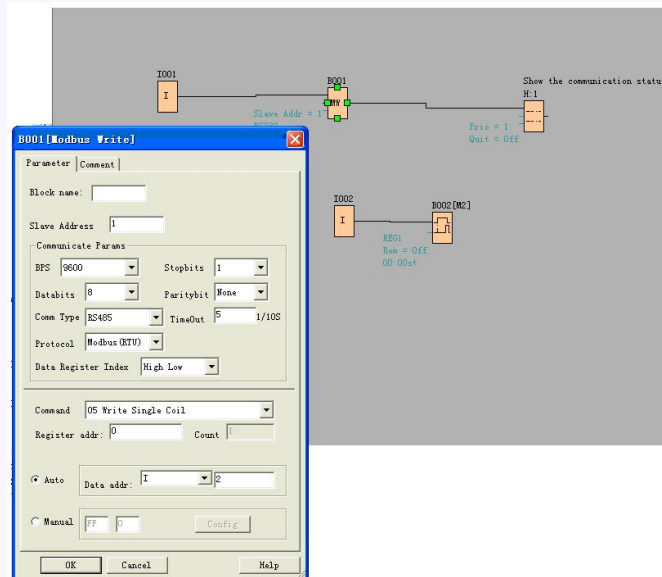 I001
I
B001
MW
Slave Addr = 1
Show the communication statu
M:1
Prio = 1
Quit = Off
B001[Modbus Write]
Parameter
Comment
Block name:
Slave Address 1
Communicate Params
BPS 9600 Stopbits 1
Databits 8 Paritybit None
Comm Type RS485 TimeOut 5 1/10S
Protocol Modbus(RTU)
Data Register Index High Low
Command 05 Write Single Coil
Register addr: 0 Count 1
Auto Data addr: I 2
Manual FF 0 Config
OK Cancel Help
I002
I
B002[M2]
REG1
Rem = Off
00:00s+